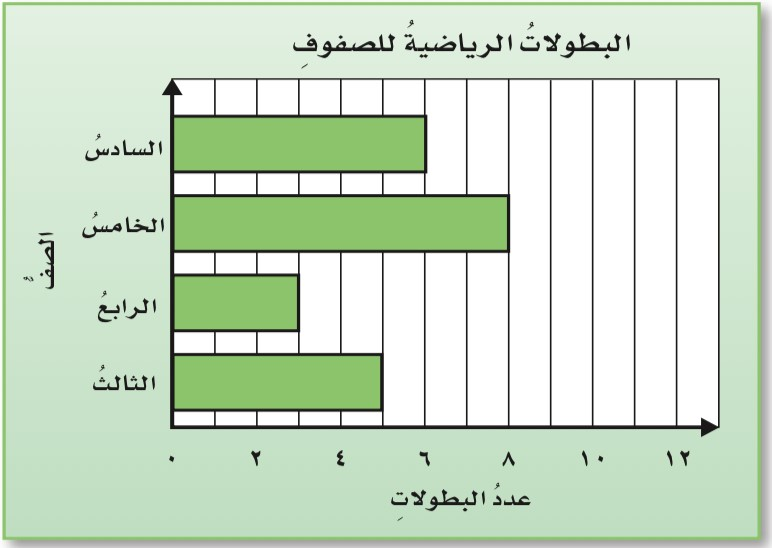 البطولاتُ الرياضيةُ للصفوفِ
السادسُ
الخامسُ
الرابعُ
الثالثُ
الصفُّ
٠ ٢ ٤ ٦ ٨ ١٠ ١٢
عددُ البطولاتِ